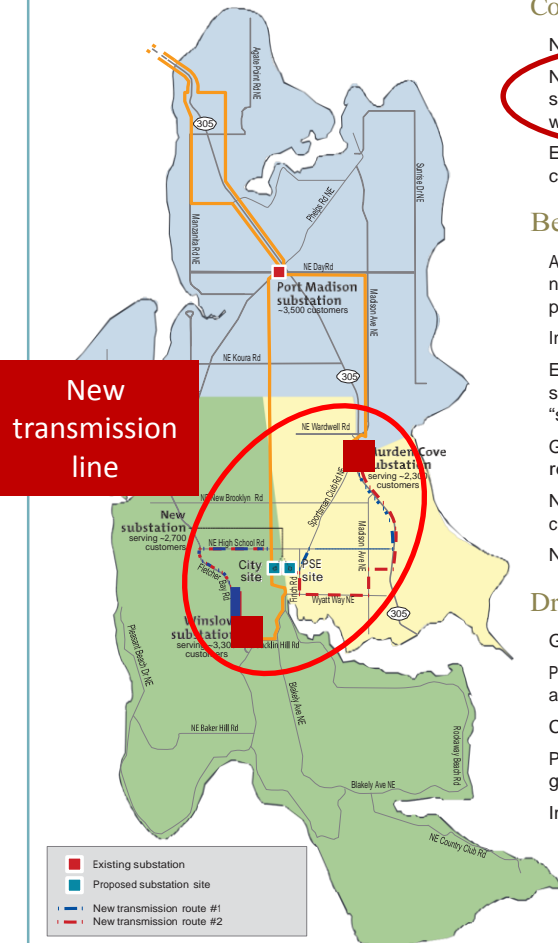 Agate Point Rd NE
305
Sunrise Dr NE
Phelps Rd NE
Manzanita Rd NE
NE Day Rd
Port Madison
substation
~3,500 customers
Madison Ave NE
NE Koura Rd
305
New
transmission
line
NE Wardwell Rd
Murden Cove
substation
serving ~2,300
customers
Sportsman Club Rd NE
NE New Brooklyn Rd
New
substation
serving ~2,700
customers
NE High School Rd
Madison Ave NE
City
site
PSE
site
Fletcher Bay Rd
Wyatt Way NE
305
Winslow
substation
serving ~3,300
customers
Pleasant Beach Dr NE
Blakely Ave NE
NE Baker Hill Rd
Rockaway Beach Rd
Blakely Ave NE
NE Country Club Rd
Existing substation
Proposed substation site
New transmission route #1
New transmission route #2
Co
N
N
s
w
E
c
Be
A
n
p
In
E
s
"s
G
r
N
c
N
Dr
G
P
a
C
P
g
In